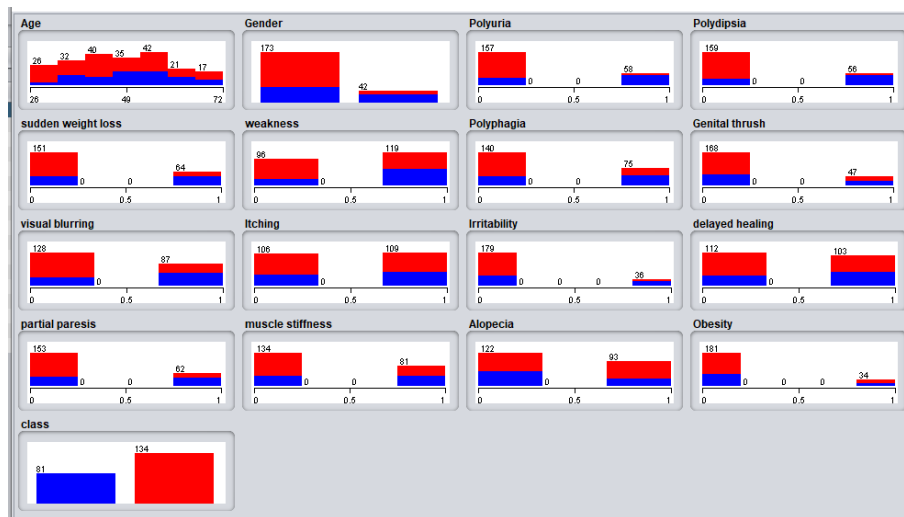 Age
26 32 40 35 42 21 17
26 49 72
Gender
173 42
Polyuria
157 0 0 58
0 0.5 1
Polydipsia
159 0 0 56
0 0.5 1
sudden weight loss
151 0 0 64
0 0.5 1
weakness
96 0 119
0 0.5 1
Polyphagia
140 0 0 75
0 0.5 1
Genital thrush
168 0 0 47
0 0.5 1
visual blurring
128 0 87
0 0.5 1
Itching
106 0 109
0 0.5 1
Irritability
179 0 0 0 36
0 0.5 1
delayed healing
112 0 103
0 0.5 1
partial paresis
153 0 0 62
0 0.5 1
muscle stiffness
134 0 0 81
0 0.5 1
Alopecia
122 0 93
0 0.5 1
Obesity
181 0 0 0 34
0 0.5 1
class
81 134